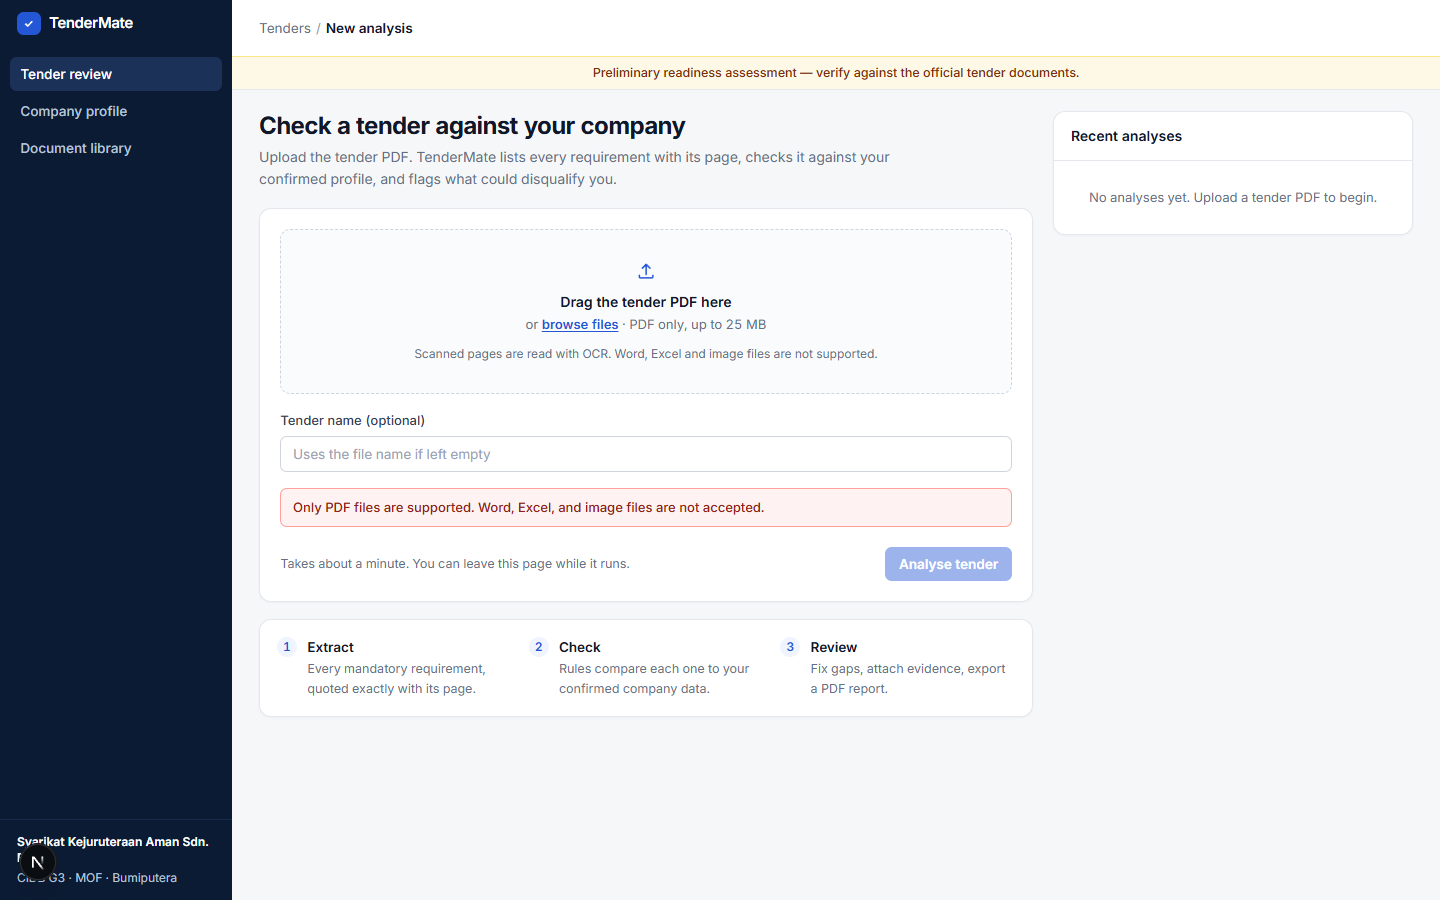 TenderMate
Tender review
Company profile
Document library
Tenders / New analysis
Preliminary readiness assessment — verify against the official tender documents.
Check a tender against your company
Upload the tender PDF. TenderMate lists every requirement with its page, checks it against your
confirmed profile, and flags what could disqualify you.
Drag the tender PDF here
or browse files · PDF only, up to 25 MB
Scanned pages are read with OCR. Word, Excel and image files are not supported.
Tender name (optional)
Uses the file name if left empty
Only PDF files are supported. Word, Excel, and image files are not accepted.
Takes about a minute. You can leave this page while it runs.
Analyse tender
1 Extract
Every mandatory requirement,
quoted exactly with its page.
2 Check
Rules compare each one to your
confirmed company data.
3 Review
Fix gaps, attach evidence, export
a PDF report.
Recent analyses
No analyses yet. Upload a tender PDF to begin.
Syarikat Kejuruteraan Aman Sdn.
N
G3 · MOF · Bumiputera